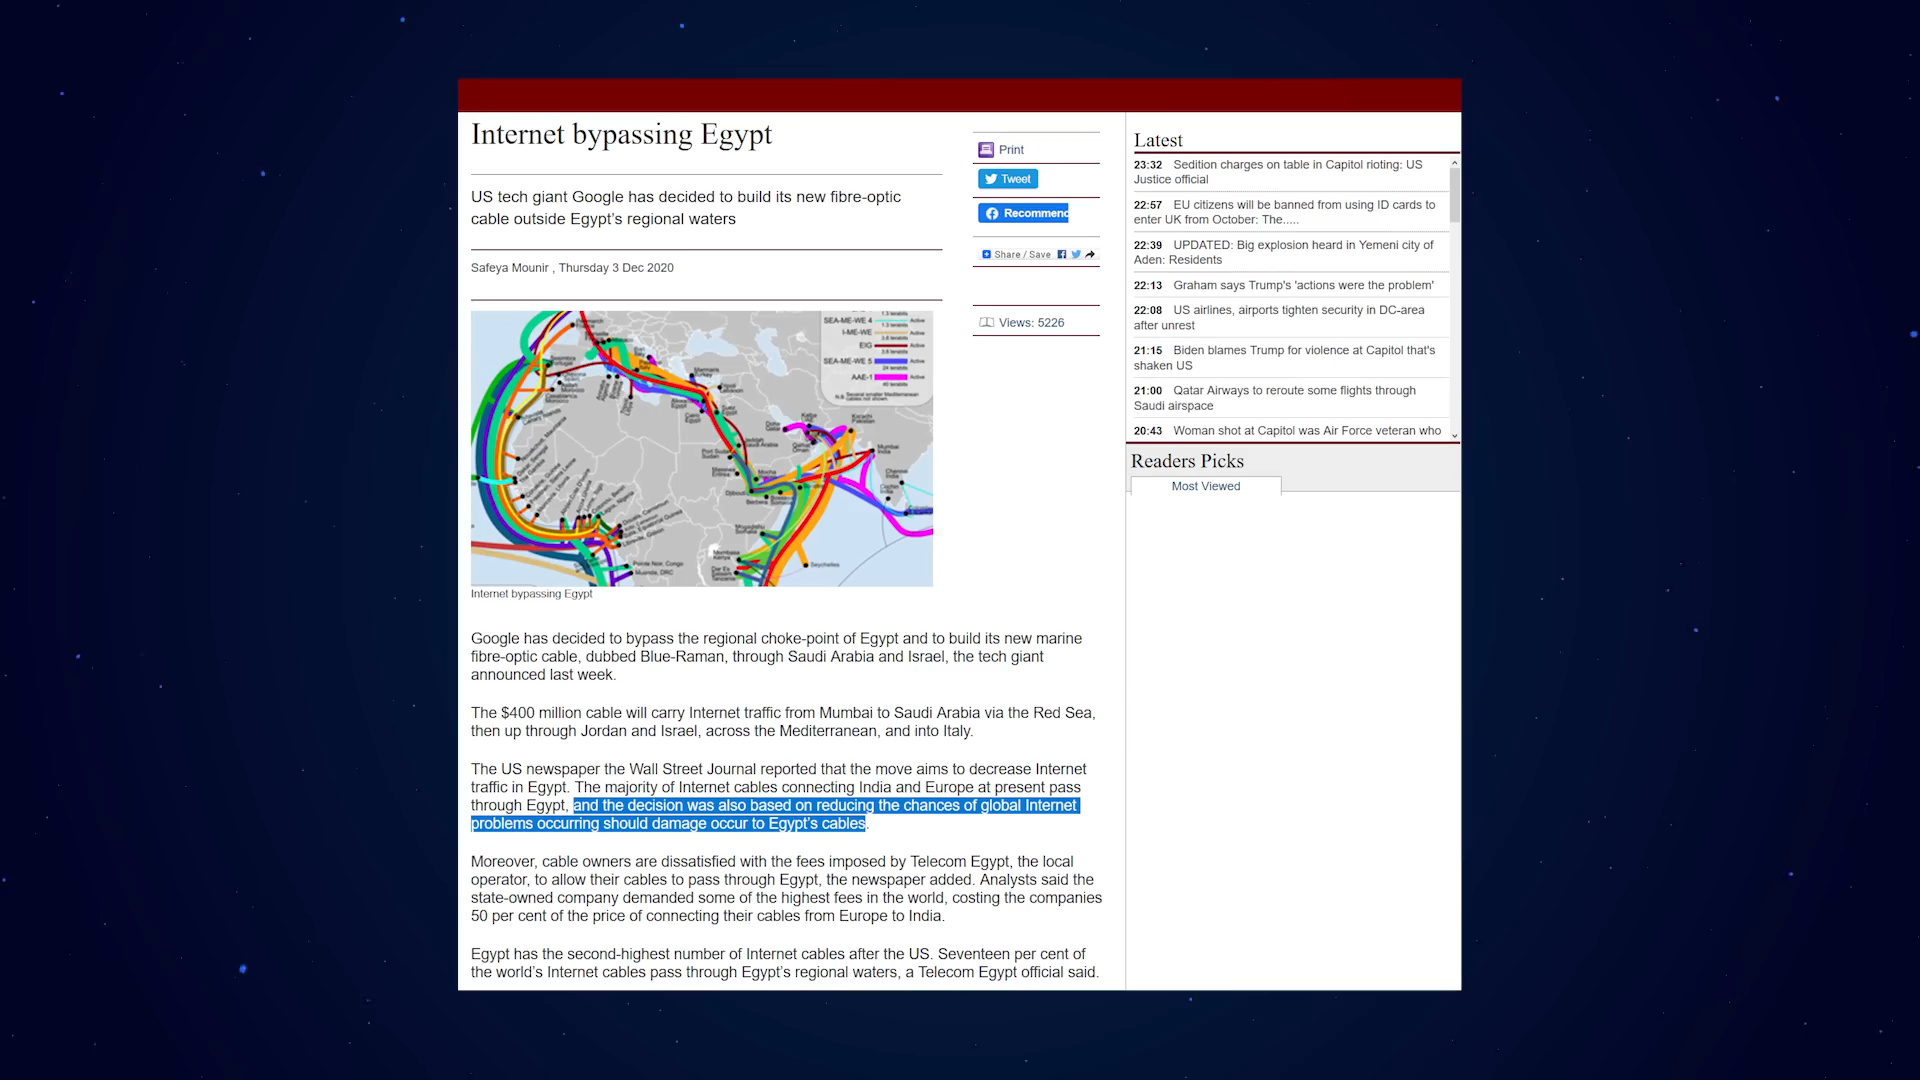 Internet bypassing Egypt
US tech giant Google has decided to build its new fibre-optic
cable outside Egypt's regional waters
Safeya Mounir , Thursday 3 Dec 2020
Print
Tweet
Recommend
Share / Save
Views: 5226
SEA-ME-WE 4
Active
I-ME-WE
Active
EIG
Active
SEA-ME-WE 5
Active
AAE-1
Active
Seychelles
Internet bypassing Egypt
Google has decided to bypass the regional choke-point of Egypt and to build its new marine
fibre-optic cable, dubbed Blue-Raman, through Saudi Arabia and Israel, the tech giant
announced last week.
The $400 million cable will carry Internet traffic from Mumbai to Saudi Arabia via the Red Sea,
then up through Jordan and Israel, across the Mediterranean, and into Italy.
The US newspaper the Wall Street Journal reported that the move aims to decrease Internet
traffic in Egypt. The majority of Internet cables connecting India and Europe at present pass
through Egypt, and the decision was also based on reducing the chances of global Internet
problems occurring should damage occur to Egypt's cables.
Moreover, cable owners are dissatisfied with the fees imposed by Telecom Egypt, the local
operator, to allow their cables to pass through Egypt, the newspaper added. Analysts said the
state-owned company demanded some of the highest fees in the world, costing the companies
50 per cent of the price of connecting their cables from Europe to India.
Egypt has the second-highest number of Internet cables after the US. Seventeen per cent of
the world's Internet cables pass through Egypt's regional waters, a Telecom Egypt official said.
Latest
23:32 Sedition charges on table in Capitol rioting: US
Justice official
22:57 EU citizens will be banned from using ID cards to
enter UK from October: The.....
22:39 UPDATED: Big explosion heard in Yemeni city of
Aden: Residents
22:13 Graham says Trump's 'actions were the problem'
22:08 US airlines, airports tighten security in DC-area
after unrest
21:15 Biden blames Trump for violence at Capitol that's
shaken US
21:00 Qatar Airways to reroute some flights through
Saudi airspace
20:43 Woman shot at Capitol was Air Force veteran who
Readers Picks
Most Viewed